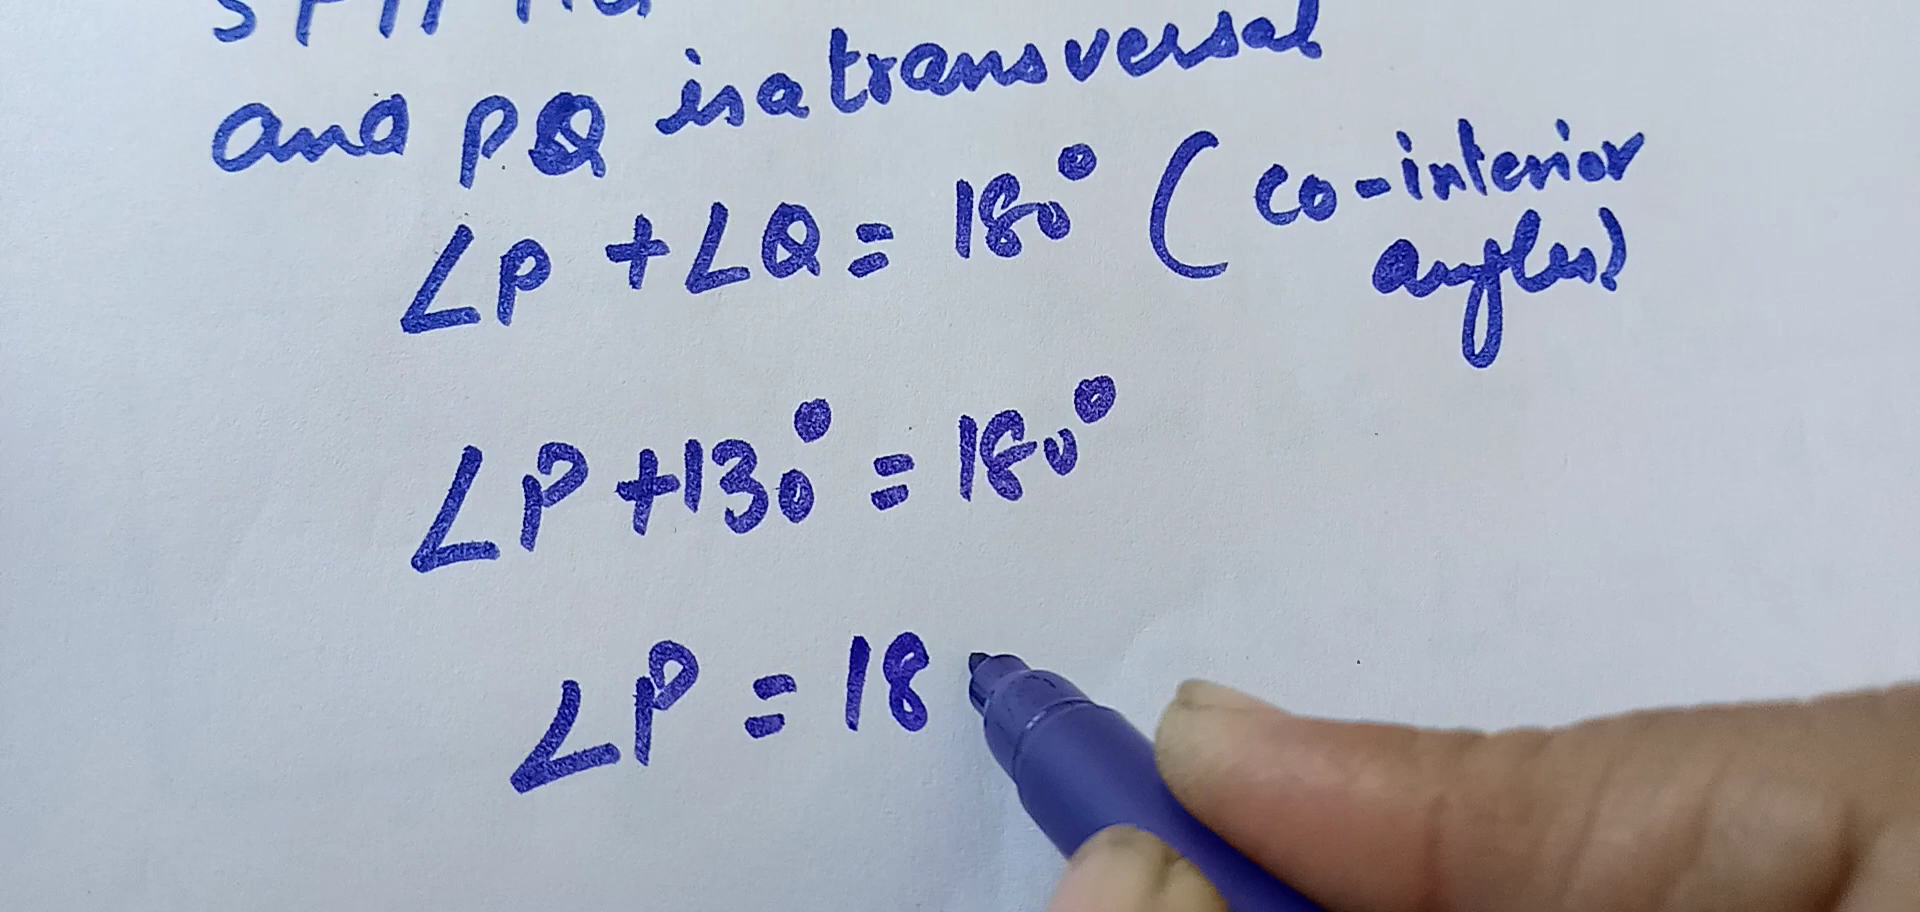 and PQ is a transversal
∠P + ∠Q = 180° (co-interior
angles)
∠P + 130° = 180°
∠P = 18